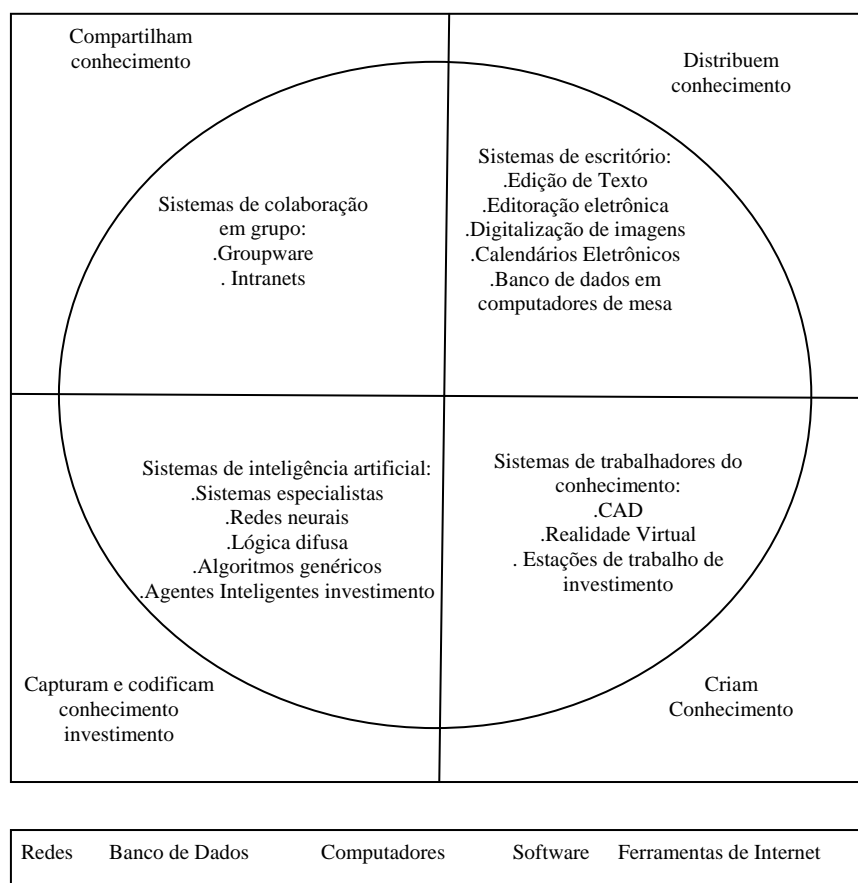 Compartilham
conhecimento
Distribuem
conhecimento
Sistemas de colaboração
em grupo:
.Groupware
. Intranets
Sistemas de escritório:
.Edição de Texto
.Editoração eletrônica
.Digitalização de imagens
.Calendários Eletrônicos
.Banco de dados em
computadores de mesa
Sistemas de inteligência artificial:
.Sistemas especialistas
.Redes neurais
.Lógica difusa
.Algoritmos genéricos
.Agentes Inteligentes investimento
Sistemas de trabalhadores do
conhecimento:
.CAD
.Realidade Virtual
. Estações de trabalho de
investimento
Capturam e codificam
conhecimento
investimento
Criam
Conhecimento
Redes Banco de Dados Computadores Software Ferramentas de Internet